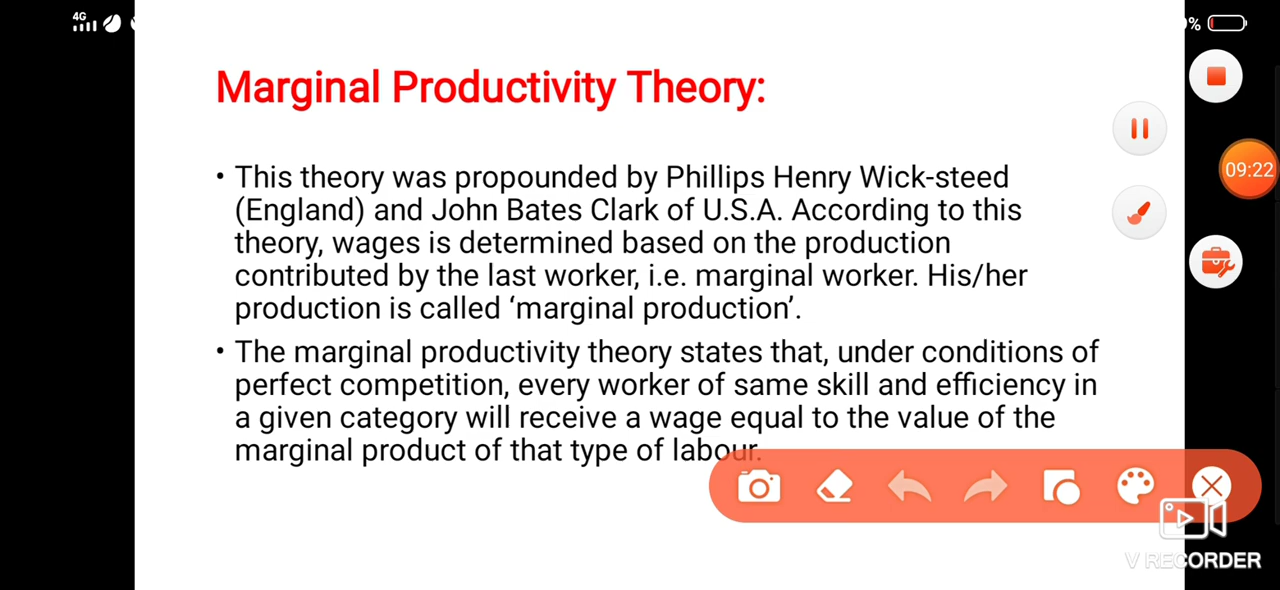 4G
%
Marginal Productivity Theory:
09:22
• This theory was propounded by Phillips Henry Wick-steed
(England) and John Bates Clark of U.S.A. According to this
theory, wages is determined based on the production
contributed by the last worker, i.e. marginal worker. His/her
production is called ‘marginal production’.
• The marginal productivity theory states that, under conditions of
perfect competition, every worker of same skill and efficiency in
a given category will receive a wage equal to the value of the
marginal product of that type of labour.
V RECORDER